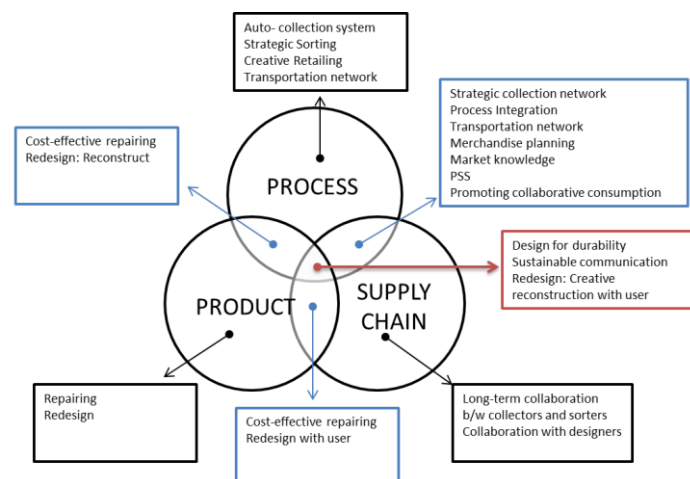 Auto- collection system
Strategic Sorting
Creative Retailing
Transportation network
Strategic collection network
Process Integration
Transportation network
Merchandise planning
Market knowledge
PSS
Promoting collaborative consumption
Cost-effective repairing
Redesign: Reconstruct
PROCESS
Design for durability
Sustainable communication
Redesign: Creative
reconstruction with user
PRODUCT
SUPPLY
CHAIN
Repairing
Redesign
Cost-effective repairing
Redesign with user
Long-term collaboration
b/w collectors and sorters
Collaboration with designers